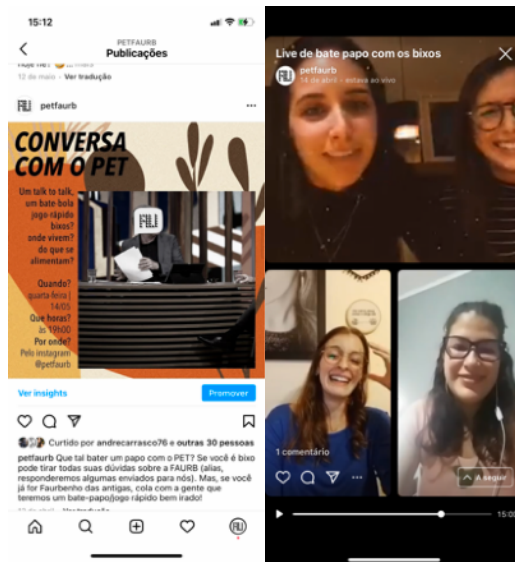 15:12
PETFAURB
Publicações
12 de maio · Ver tradução
petfaurb
CONVERSA
COM O PET
Um talk to talk,
um bate-bola
jogo-rápido
bixos?
onde vivem?
do que se
alimentam?
Quando?
quarta-feira |
14/05
Que horas?
às 19h00
Por onde?
Pelo instagram
@petfaurb
Ver insights
Promover
Curtido por andrecarrasco76 e outras 30 pessoas
petfaurb Que tal bater um papo com o PET? Se você é bixo
pode tirar todas suas dúvidas sobre a FAURB (alias,
responderemos algumas enviados para nós). Mas, se você
já for Faurbenho das antigas, cola com a gente que
teremos um bate-papo/jogo rápido bem irado!
Live de bate papo com os bixos
petfaurb
14 de abril · estava ao vivo
1 comentário
A seguir